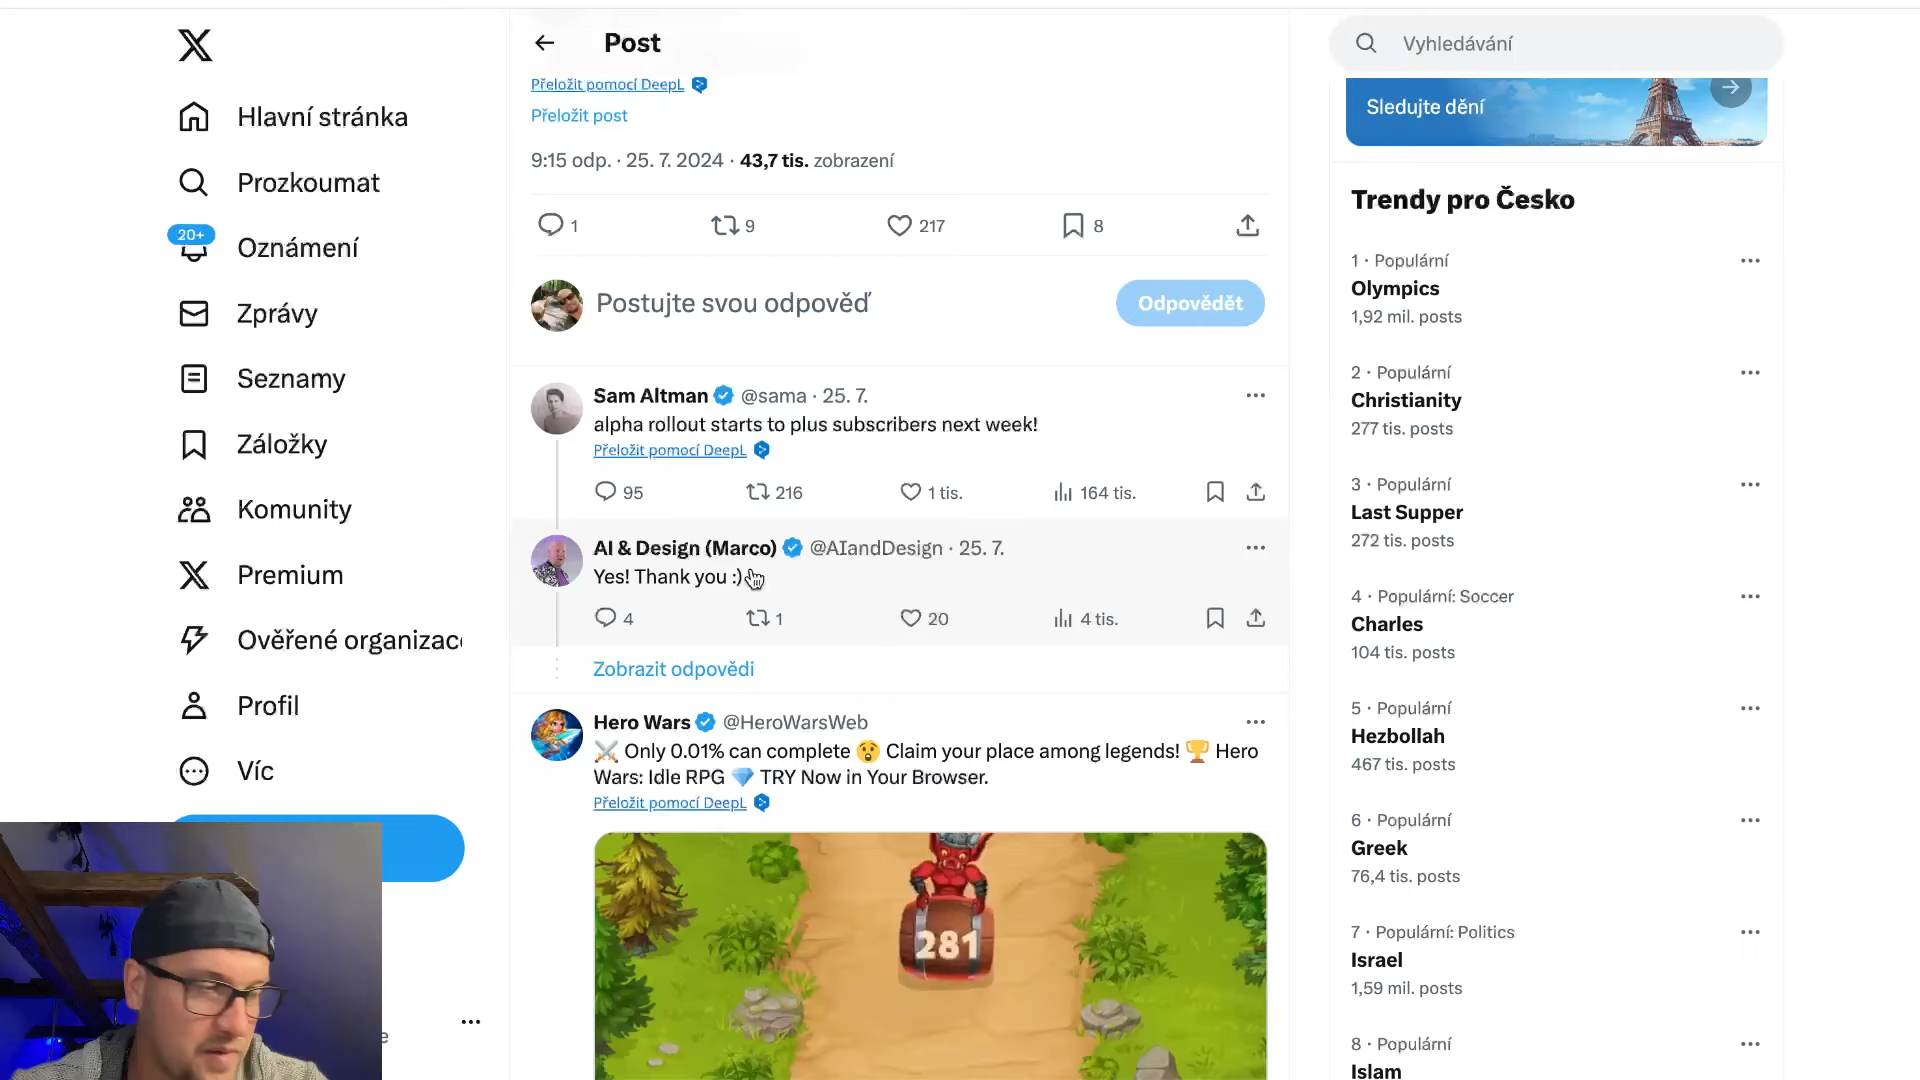 Hlavní stránka
Prozkoumat
20+
Oznámení
Zprávy
Seznamy
Záložky
Komunity
Premium
Ověřené organizac
Profil
Víc
Post
Přeložit pomocí DeepL
Přeložit post
9:15 odp. · 25. 7. 2024 · 43,7 tis. zobrazení
1 9 217 8
Postujte svou odpověď
Odpovědět
Sam Altman @sama · 25. 7.
alpha rollout starts to plus subscribers next week!
Přeložit pomocí DeepL
95 216 1 tis. 164 tis.
AI & Design (Marco) @AIandDesign · 25. 7.
Yes! Thank you :)
4 1 20 4 tis.
Zobrazit odpovědi
Hero Wars @HeroWarsWeb
⚔️ Only 0.01% can complete 😲 Claim your place among legends! 🏆 Hero
Wars: Idle RPG 💎 TRY Now in Your Browser.
Přeložit pomocí DeepL
281
Vyhledávání
Sledujte dění
Trendy pro Česko
1 · Populární
Olympics
1,92 mil. posts
2 · Populární
Christianity
277 tis. posts
3 · Populární
Last Supper
272 tis. posts
4 · Populární: Soccer
Charles
104 tis. posts
5 · Populární
Hezbollah
467 tis. posts
6 · Populární
Greek
76,4 tis. posts
7 · Populární: Politics
Israel
1,59 mil. posts
8 · Populární
Islam